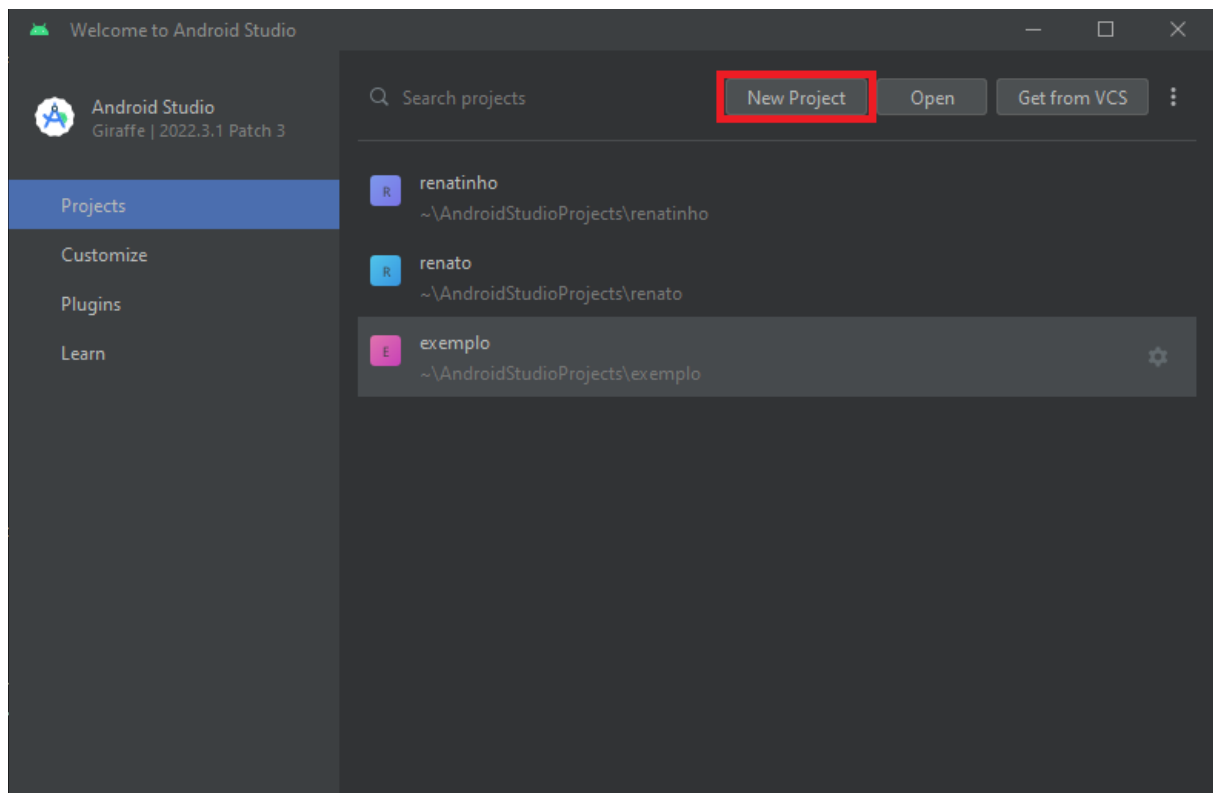 Welcome to Android Studio
Android Studio
Giraffe | 2022.3.1 Patch 3
Projects
Customize
Plugins
Learn
Search projects
New Project
Open
Get from VCS
R
renatinho
~\AndroidStudioProjects\renatinho
R
renato
~\AndroidStudioProjects\renato
E
exemplo
~\AndroidStudioProjects\exemplo